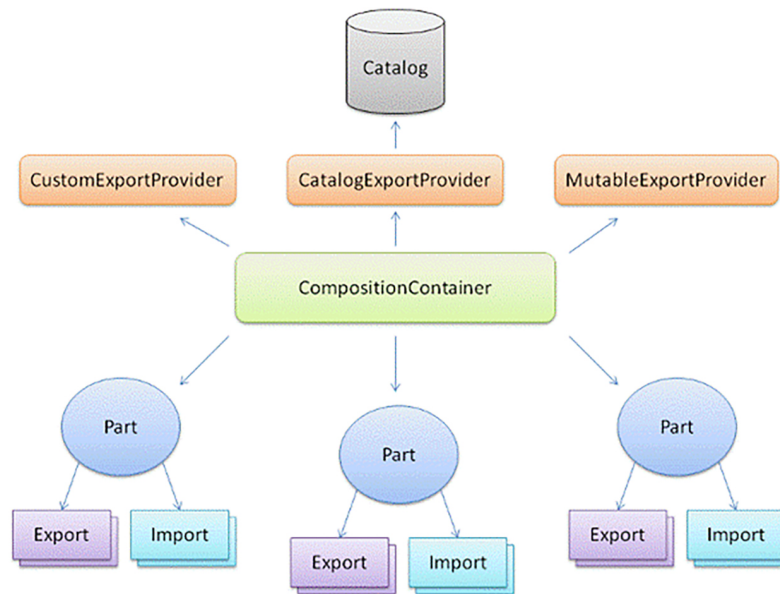 Catalog
CustomExportProvider
CatalogExportProvider
MutableExportProvider
CompositionContainer
Part
Part
Part
Export
Import
Export
Import
Export
Import